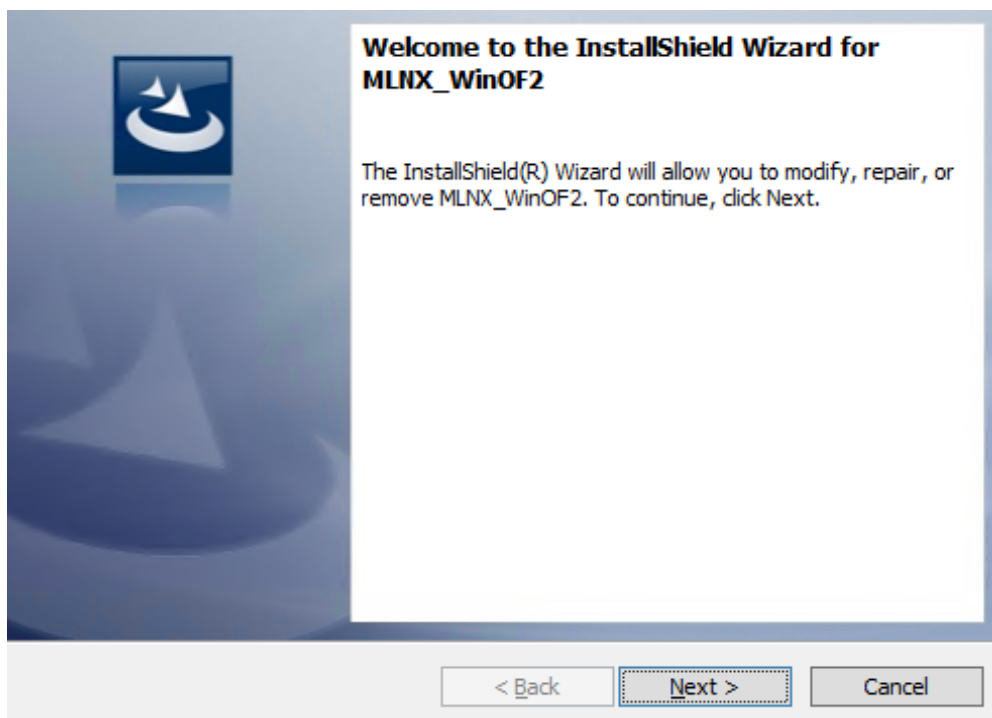 Welcome to the InstallShield Wizard for
MLNX_WinOF2
The InstallShield(R) Wizard will allow you to modify, repair, or
remove MLNX_WinOF2. To continue, click Next.
< Back
Next >
Cancel